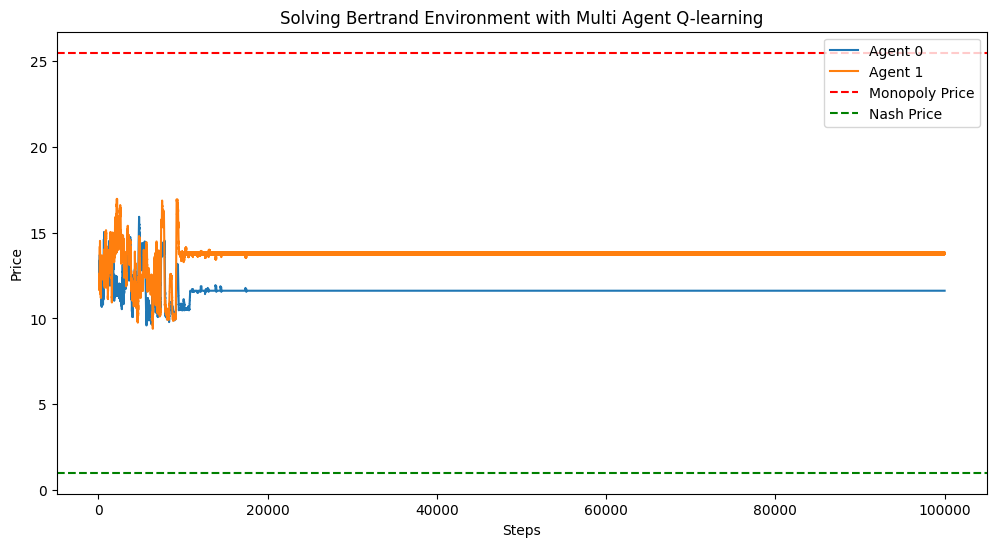 Solving Bertrand Environment with Multi Agent Q-learning
Agent 0
Agent 1
Monopoly Price
Nash Price
Price
25
20
15
10
5
0
0 20000 40000 60000 80000 100000
Steps